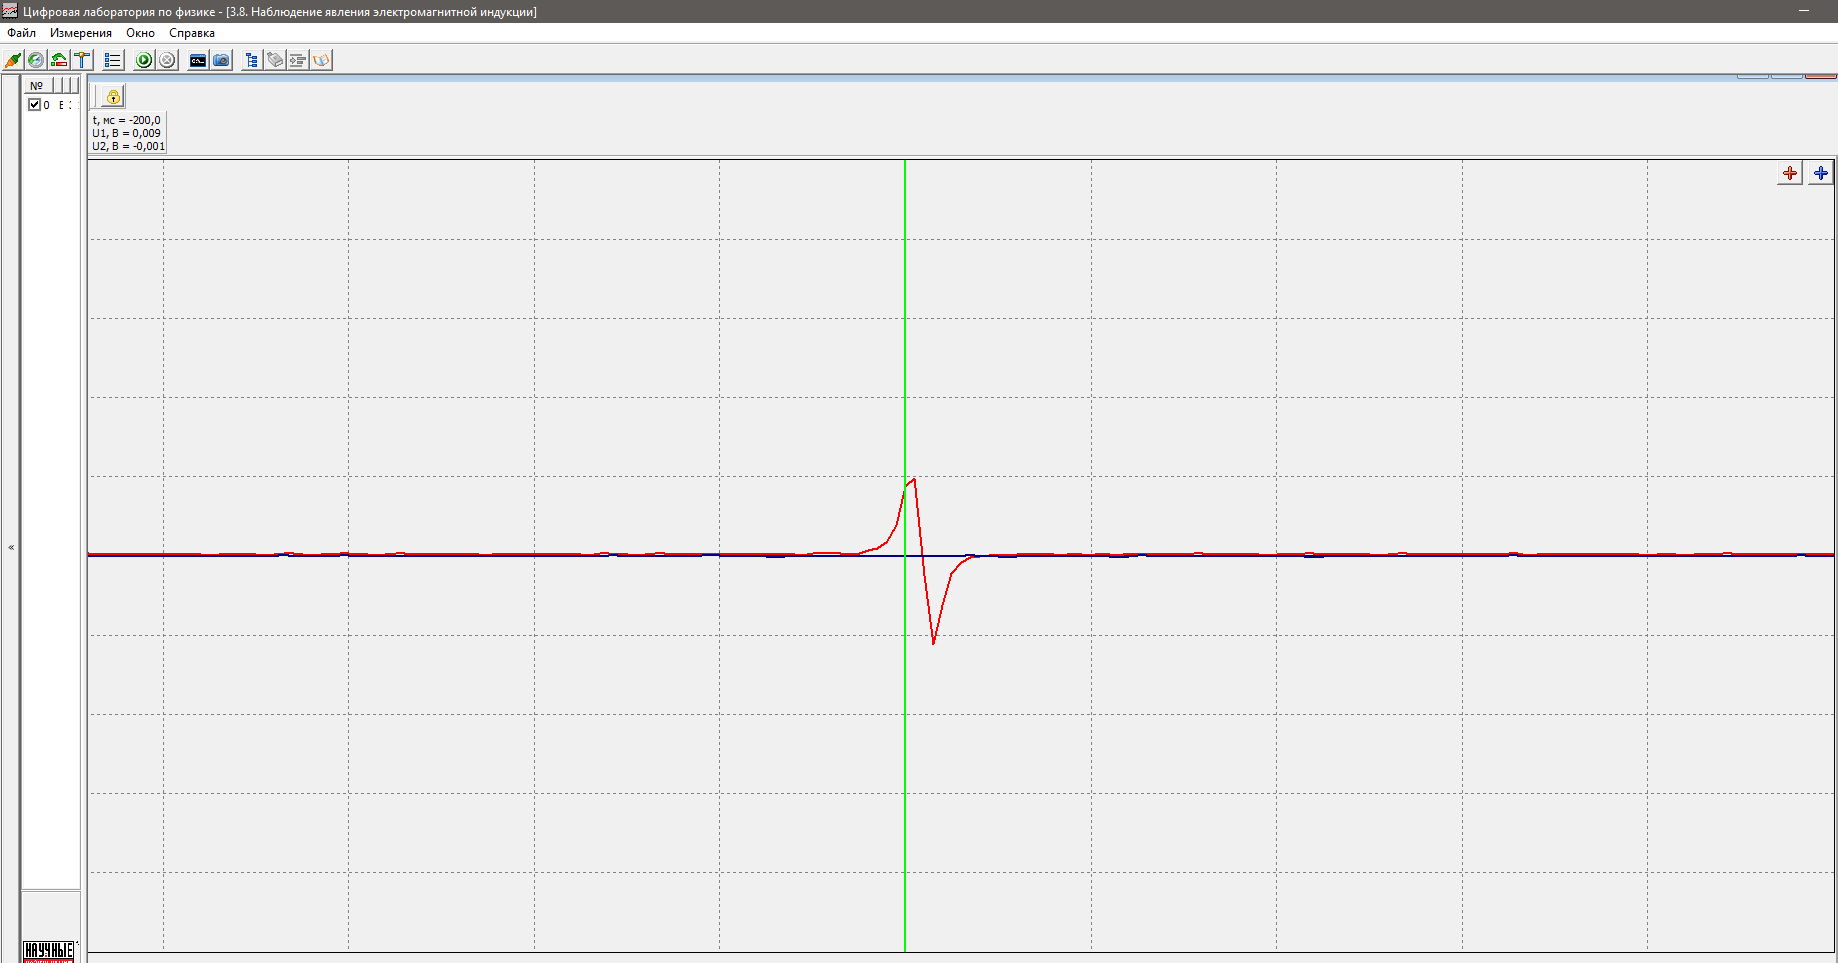 Цифровая лаборатория по физике - [3.8. Наблюдение явления электромагнитной индукции]
Файл Измерения Окно Справка
№
0
t, мс = -200,0
U1, В = 0,009
U2, В = -0,001
«
НАУЧНЫЕ